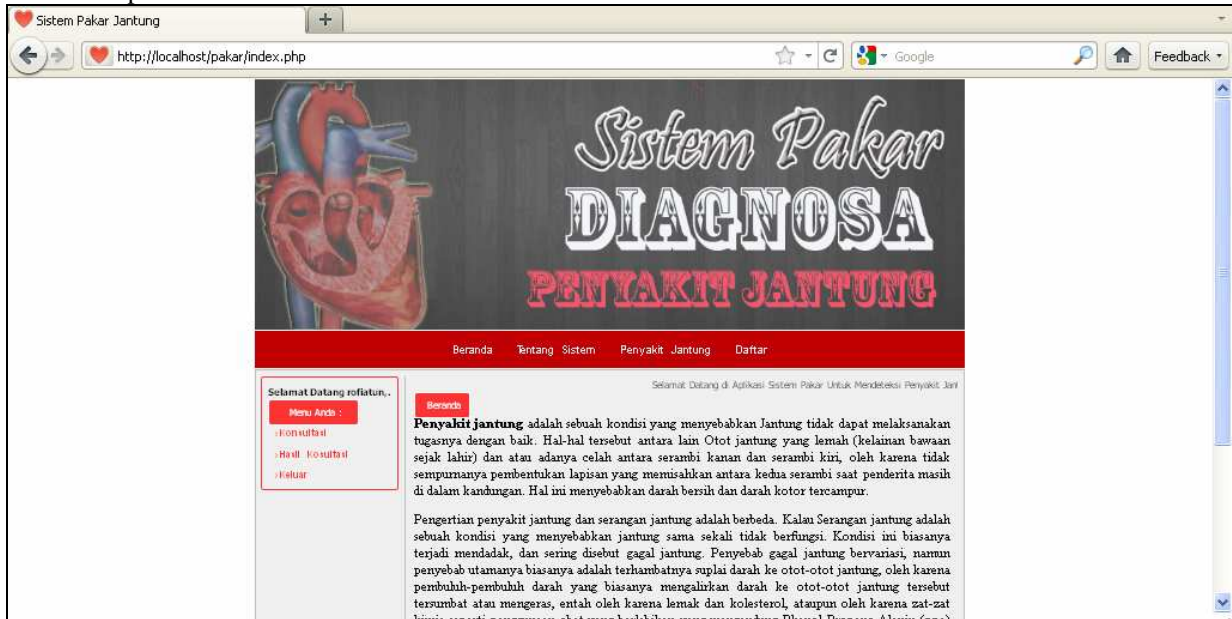 Sistem Pakar Jantung
http://localhost/pakar/index.php
Google
Feedback
Sistem Pakar
DIAGNOSA
PENYAKIT JANTUNG
Beranda Tentang Sistem Penyakit Jantung Daftar
Selamat Datang di Aplikasi Sistem Pakar Untuk Mendeteksi Penyakit Jant
Selamat Datang rofiatun,.
Menu Anda :
›Konsultasi
›Hasil Kosultasi
›Keluar
Beranda
Penyakit jantung adalah sebuah kondisi yang menyebabkan Jantung tidak dapat melaksanakan
tugasnya dengan baik. Hal-hal tersebut antara lain Otot jantung yang lemah (kelainan bawaan
sejak lahir) dan atau adanya celah antara serambi kanan dan serambi kiri, oleh karena tidak
sempurnanya pembentukan lapisan yang memisahkan antara kedua serambi saat penderita masih
di dalam kandungan. Hal ini menyebabkan darah bersih dan darah kotor tercampur.
Pengertian penyakit jantung dan serangan jantung adalah berbeda. Kalau Serangan jantung adalah
sebuah kondisi yang menyebabkan jantung sama sekali tidak berfungsi. Kondisi ini biasanya
terjadi mendadak, dan sering disebut gagal jantung. Penyebab gagal jantung bervariasi, namun
penyebab utamanya biasanya adalah terhambatnya suplai darah ke otot-otot jantung, oleh karena
pembuluh-pembuluh darah yang biasanya mengalirkan darah ke otot-otot jantung tersebut
tersumbat atau mengeras, entah oleh karena lemak dan kolesterol, ataupun oleh karena zat-zat